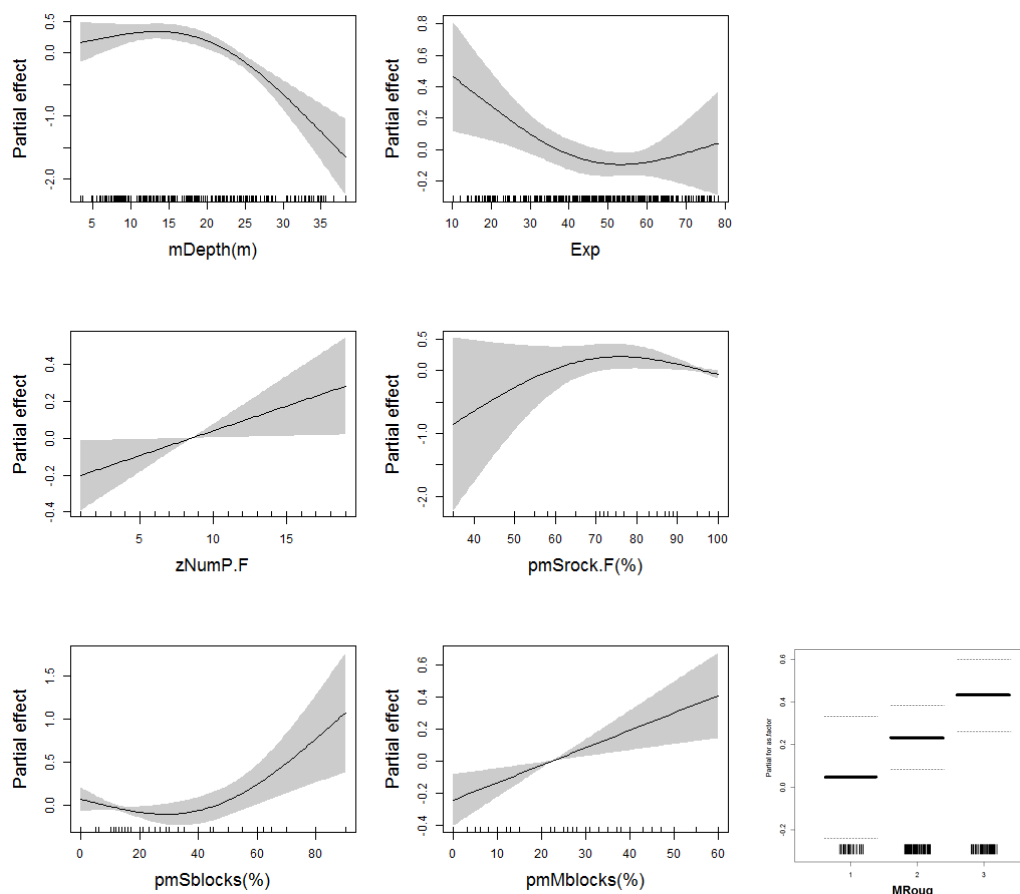 Partial effect
0.5
0.0
-1.0
-2.0
5 10 15 20 25 30 35
mDepth(m)
Partial effect
0.8
0.6
0.4
0.2
0.0
-0.2
10 20 30 40 50 60 70 80
Exp
Partial effect
0.4
0.2
0.0
-0.2
-0.4
5 10 15
zNumP.F
Partial effect
0.5
0.0
-1.0
-2.0
40 50 60 70 80 90 100
pmSrock.F(%)
Partial effect
1.5
1.0
0.5
0.0
0 20 40 60 80
pmSblocks(%)
Partial effect
0.6
0.4
0.2
0.0
-0.2
-0.4
0 10 20 30 40 50 60
pmMblocks(%)
Partial for as factor
0.6
0.4
0.2
0.0
-0.2
1 2 3
MRoug